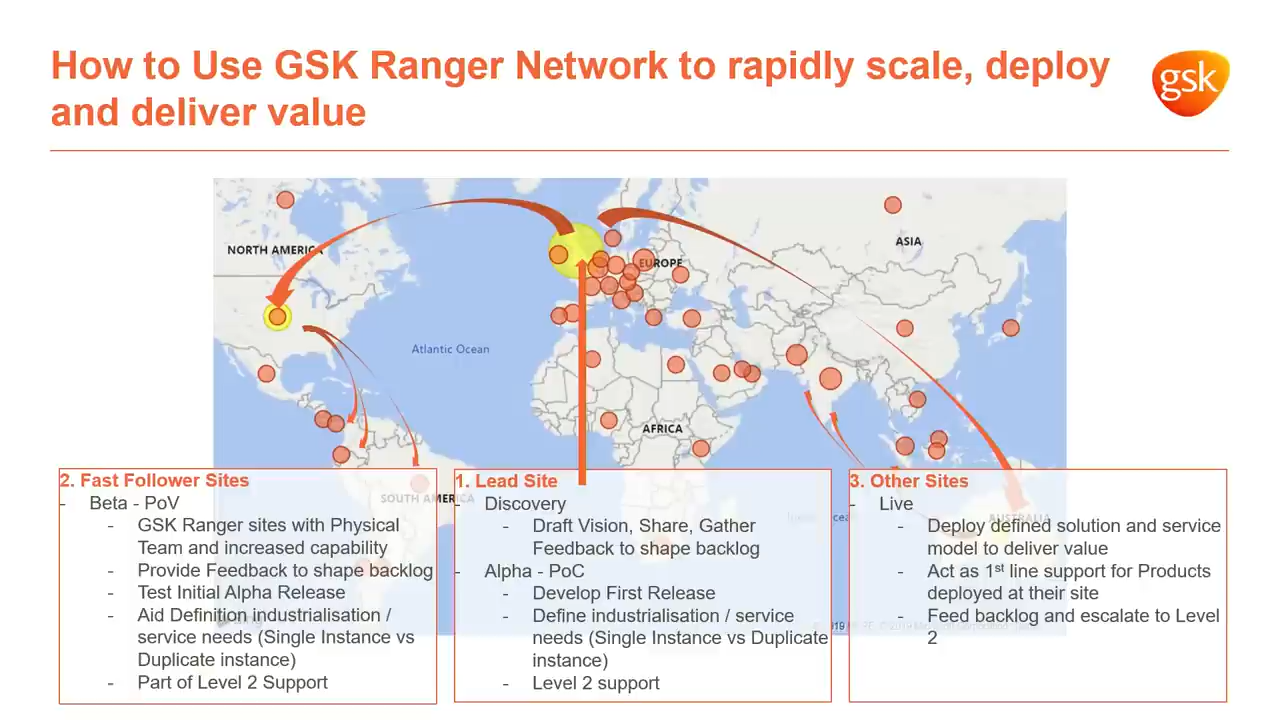 How to Use GSK Ranger Network to rapidly scale, deploy
and deliver value
gsk
NORTH AMERICA
EUROPE
ASIA
Atlantic Ocean
AFRICA
SOUTH AMERICA
AUSTRALIA
2. Fast Follower Sites
- Beta - PoV
- GSK Ranger sites with Physical
Team and increased capability
- Provide Feedback to shape backlog
- Test Initial Alpha Release
- Aid Definition industrialisation /
service needs (Single Instance vs
Duplicate instance)
- Part of Level 2 Support
1. Lead Site
- Discovery
- Draft Vision, Share, Gather
Feedback to shape backlog
- Alpha - PoC
- Develop First Release
- Define industrialisation / service
needs (Single Instance vs Duplicate
instance)
- Level 2 support
3. Other Sites
- Live
- Deploy defined solution and service
model to deliver value
- Act as 1st line support for Products
deployed at their site
- Feed backlog and escalate to Level
2